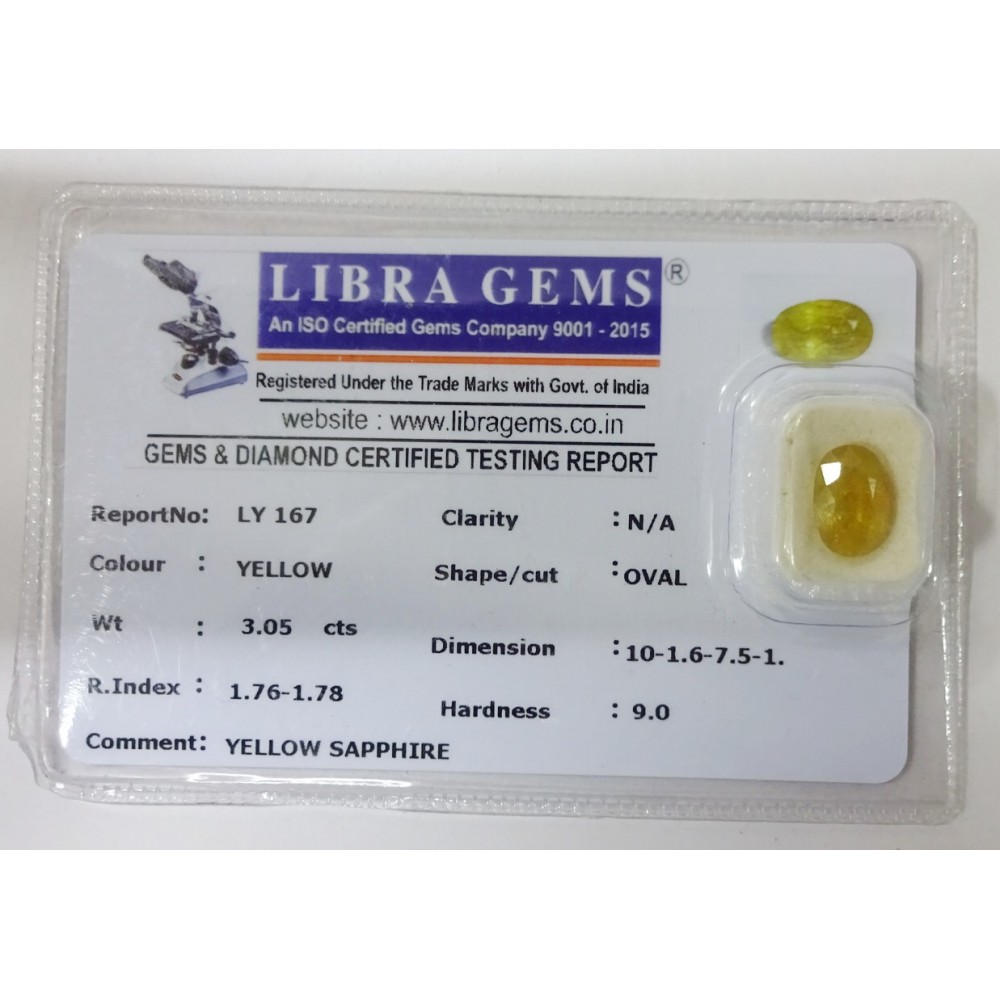 LIBRA GEMS ®
An ISO Certified Gems Company 9001 - 2015
Registered Under the Trade Marks with Govt. of India
website : www.libragems.co.in
GEMS & DIAMOND CERTIFIED TESTING REPORT
ReportNo: LY 167 Clarity : N/A
Colour : YELLOW Shape/cut : OVAL
Wt : 3.05 cts Dimension : 10-1.6-7.5-1.
R.Index : 1.76-1.78 Hardness : 9.0
Comment: YELLOW SAPPHIRE